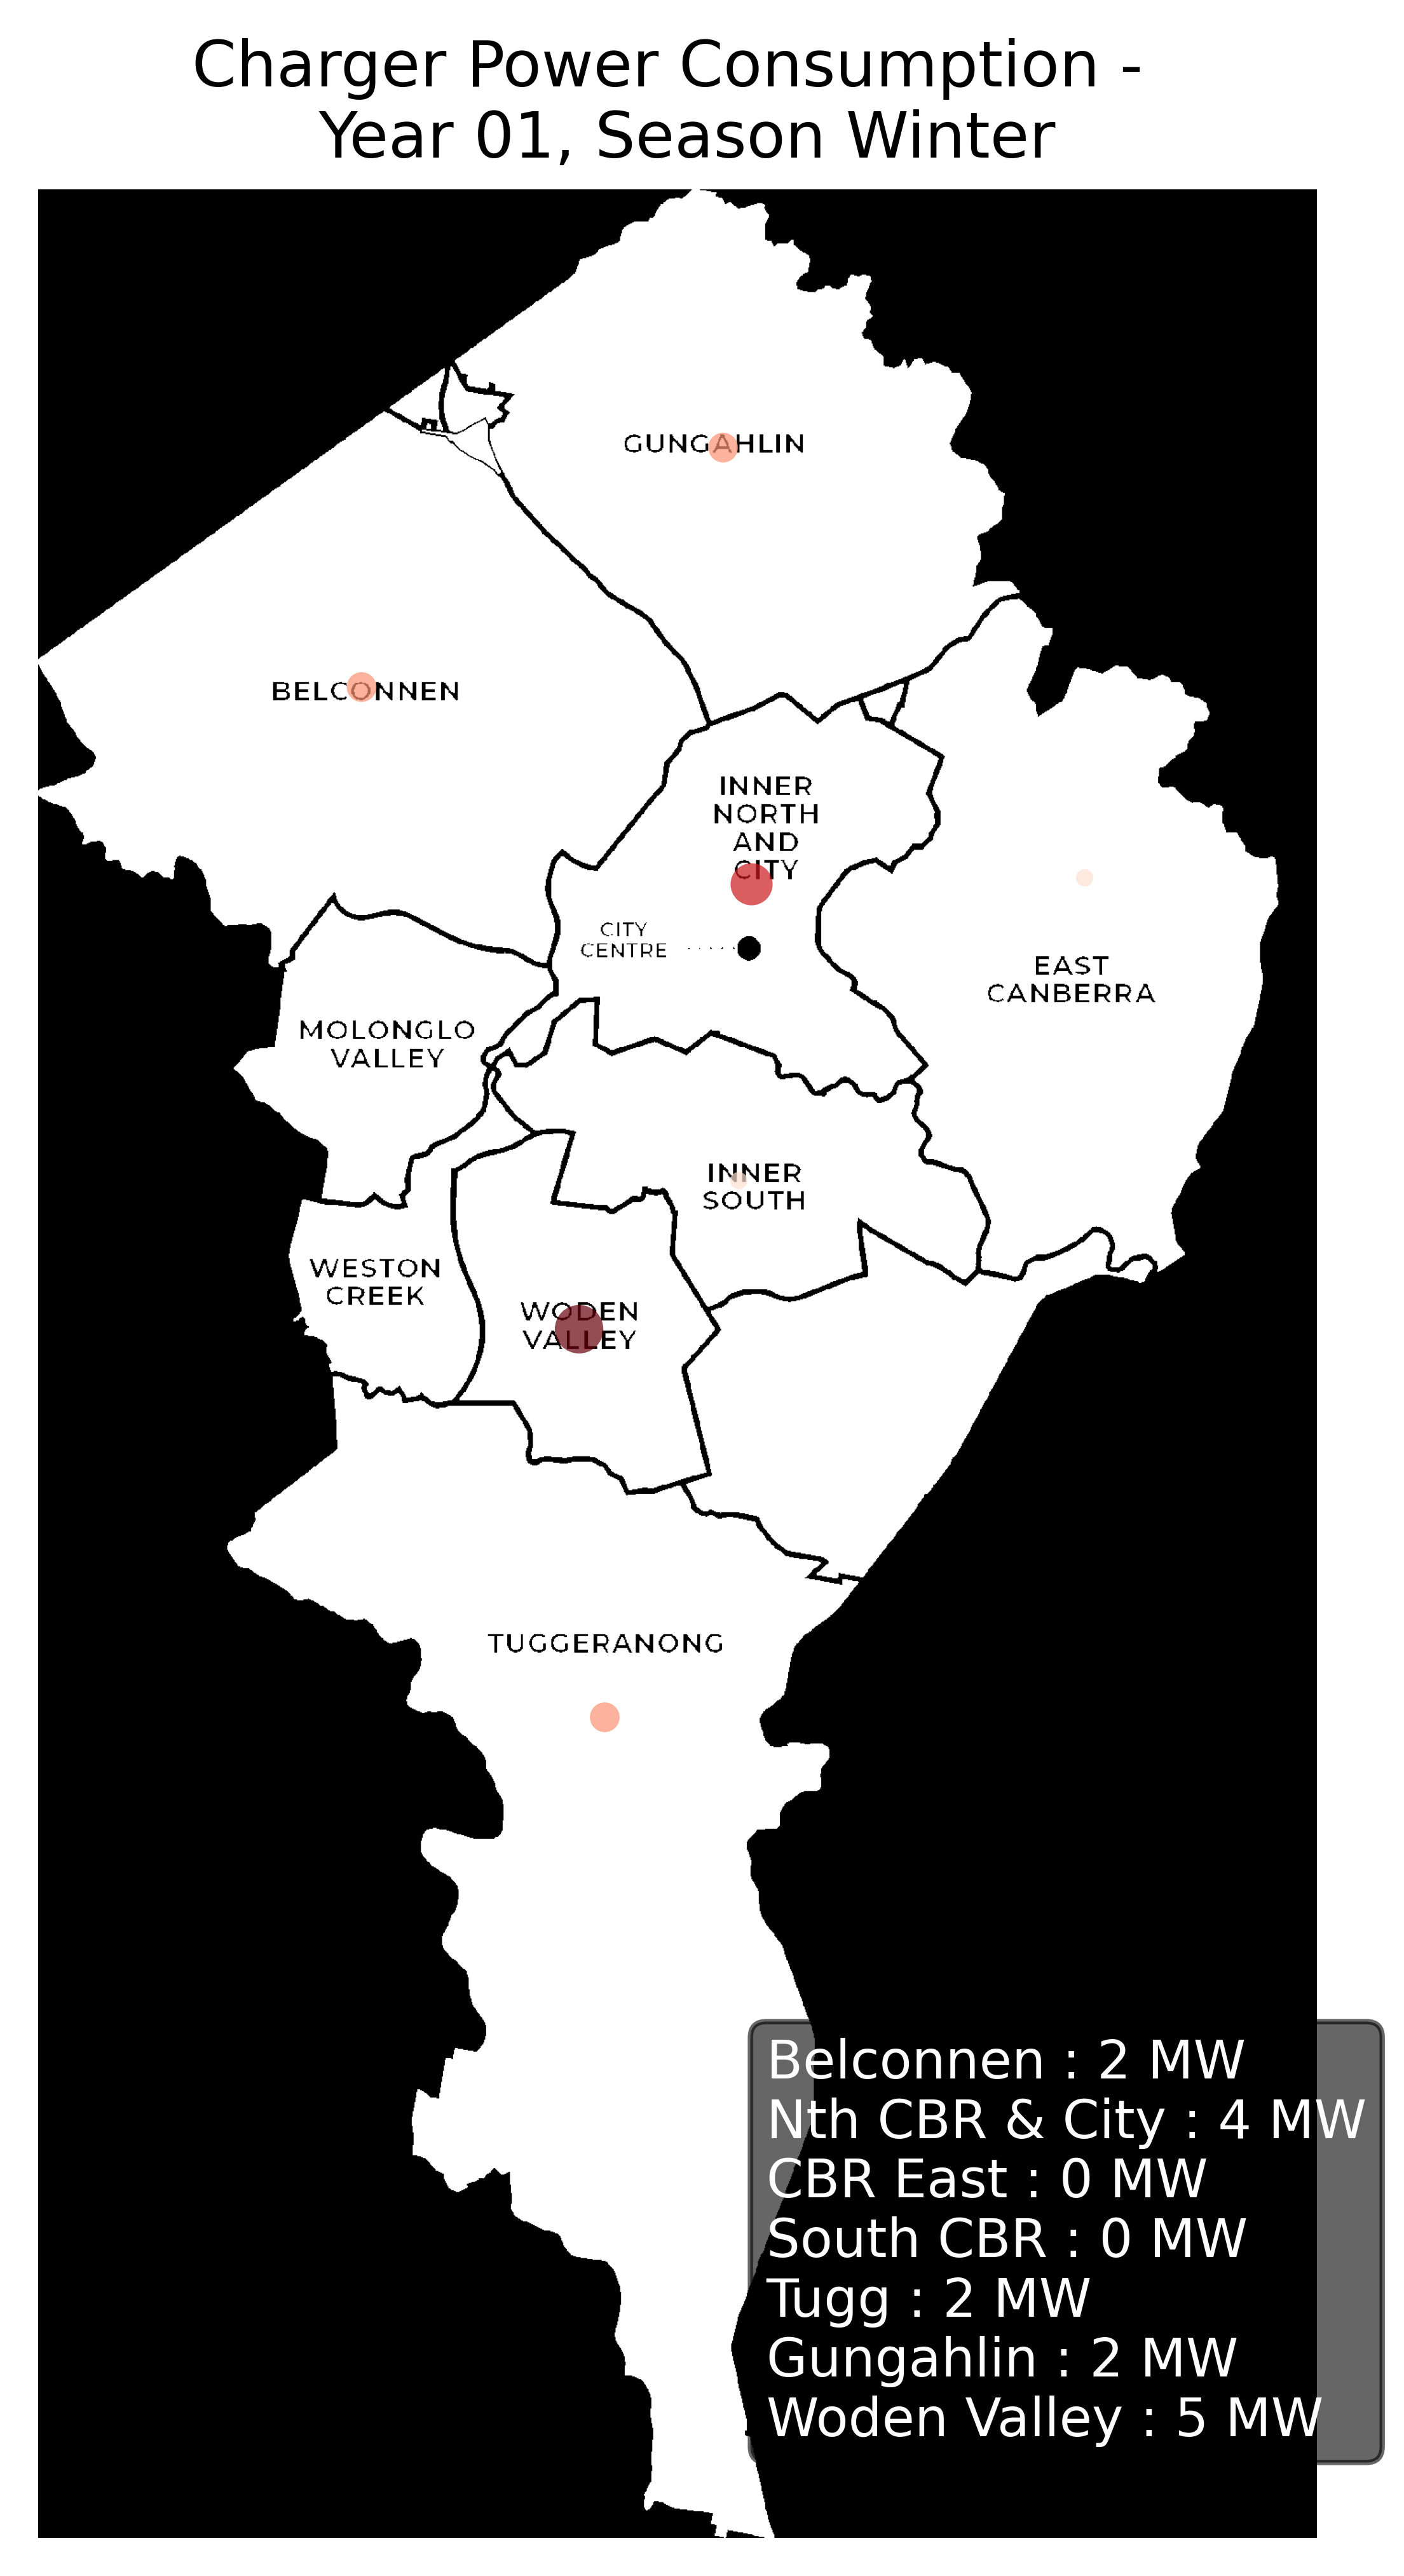 Charger Power Consumption -
Year 01, Season Winter
GUNGAHLIN
BELCONNEN
INNER
NORTH
AND
CITY
CITY
CENTRE
EAST
CANBERRA
MOLONGLO
VALLEY
INNER
SOUTH
WESTON
CREEK
WODEN
VALLEY
TUGGERANONG
Belconnen : 2 MW
Nth CBR & City : 4 MW
CBR East : 0 MW
South CBR : 0 MW
Tugg : 2 MW
Gungahlin : 2 MW
Woden Valley : 5 MW